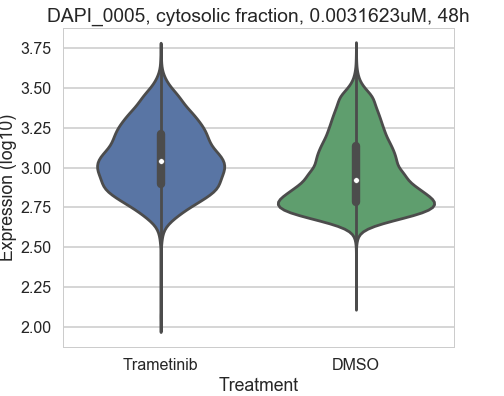 DAPI_0005, cytosolic fraction, 0.0031623uM, 48h
Expression (log10)
3.75
3.50
3.25
3.00
2.75
2.50
2.25
2.00
Trametinib
DMSO
Treatment